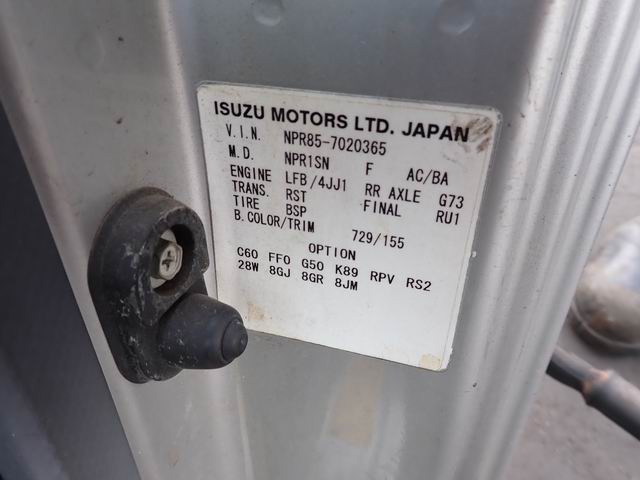 ISUZU MOTORS LTD. JAPAN
V.I.N. NPR85-7020365
M.D. NPR1SN F AC/BA
ENGINE LFB/4JJ1 RR AXLE G73
TRANS. RST FINAL RU1
TIRE BSP
B.COLOR/TRIM 729/155
OPTION
C60 FF0 G50 K89 RPV RS2
28W 8GJ 8GR 8JM